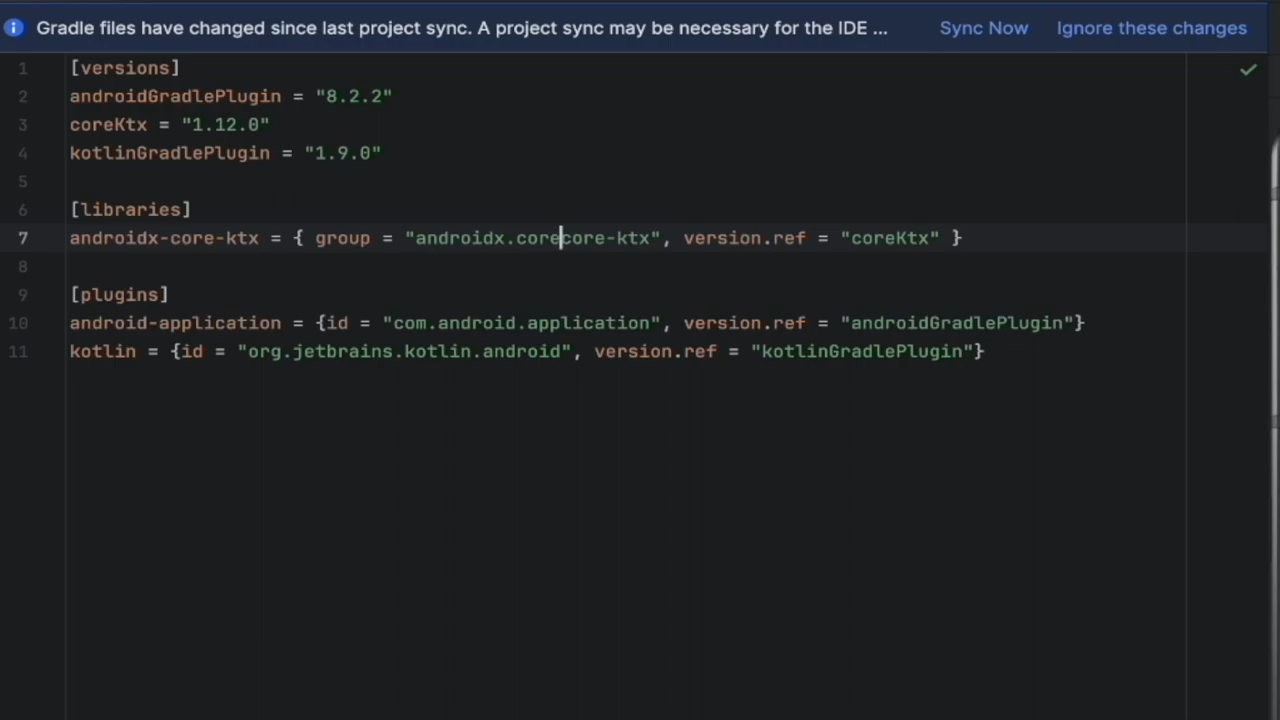 Gradle files have changed since last project sync. A project sync may be necessary for the IDE ... Sync Now Ignore these changes
1 [versions]
2 androidGradlePlugin = "8.2.2"
3 coreKtx = "1.12.0"
4 kotlinGradlePlugin = "1.9.0"
5
6 [libraries]
7 androidx-core-ktx = { group = "androidx.corecore-ktx", version.ref = "coreKtx" }
8
9 [plugins]
10 android-application = {id = "com.android.application", version.ref = "androidGradlePlugin"}
11 kotlin = {id = "org.jetbrains.kotlin.android", version.ref = "kotlinGradlePlugin"}